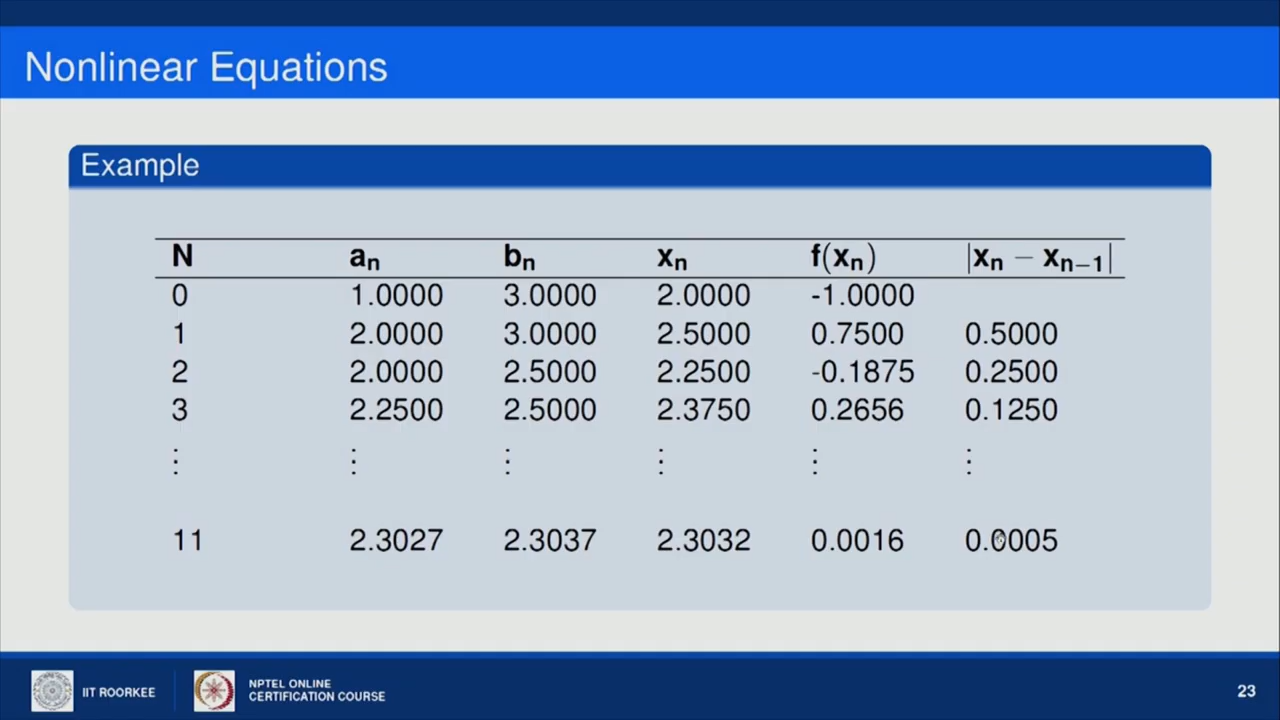 Nonlinear Equations
Example
N aₙ bₙ xₙ f(xₙ) |xₙ − xₙ₋₁|
0 1.0000 3.0000 2.0000 -1.0000
1 2.0000 3.0000 2.5000 0.7500 0.5000
2 2.0000 2.5000 2.2500 -0.1875 0.2500
3 2.2500 2.5000 2.3750 0.2656 0.1250
⋮ ⋮ ⋮ ⋮ ⋮ ⋮
11 2.3027 2.3037 2.3032 0.0016 0.0005
IIT ROORKEE
NPTEL ONLINE
CERTIFICATION COURSE
23